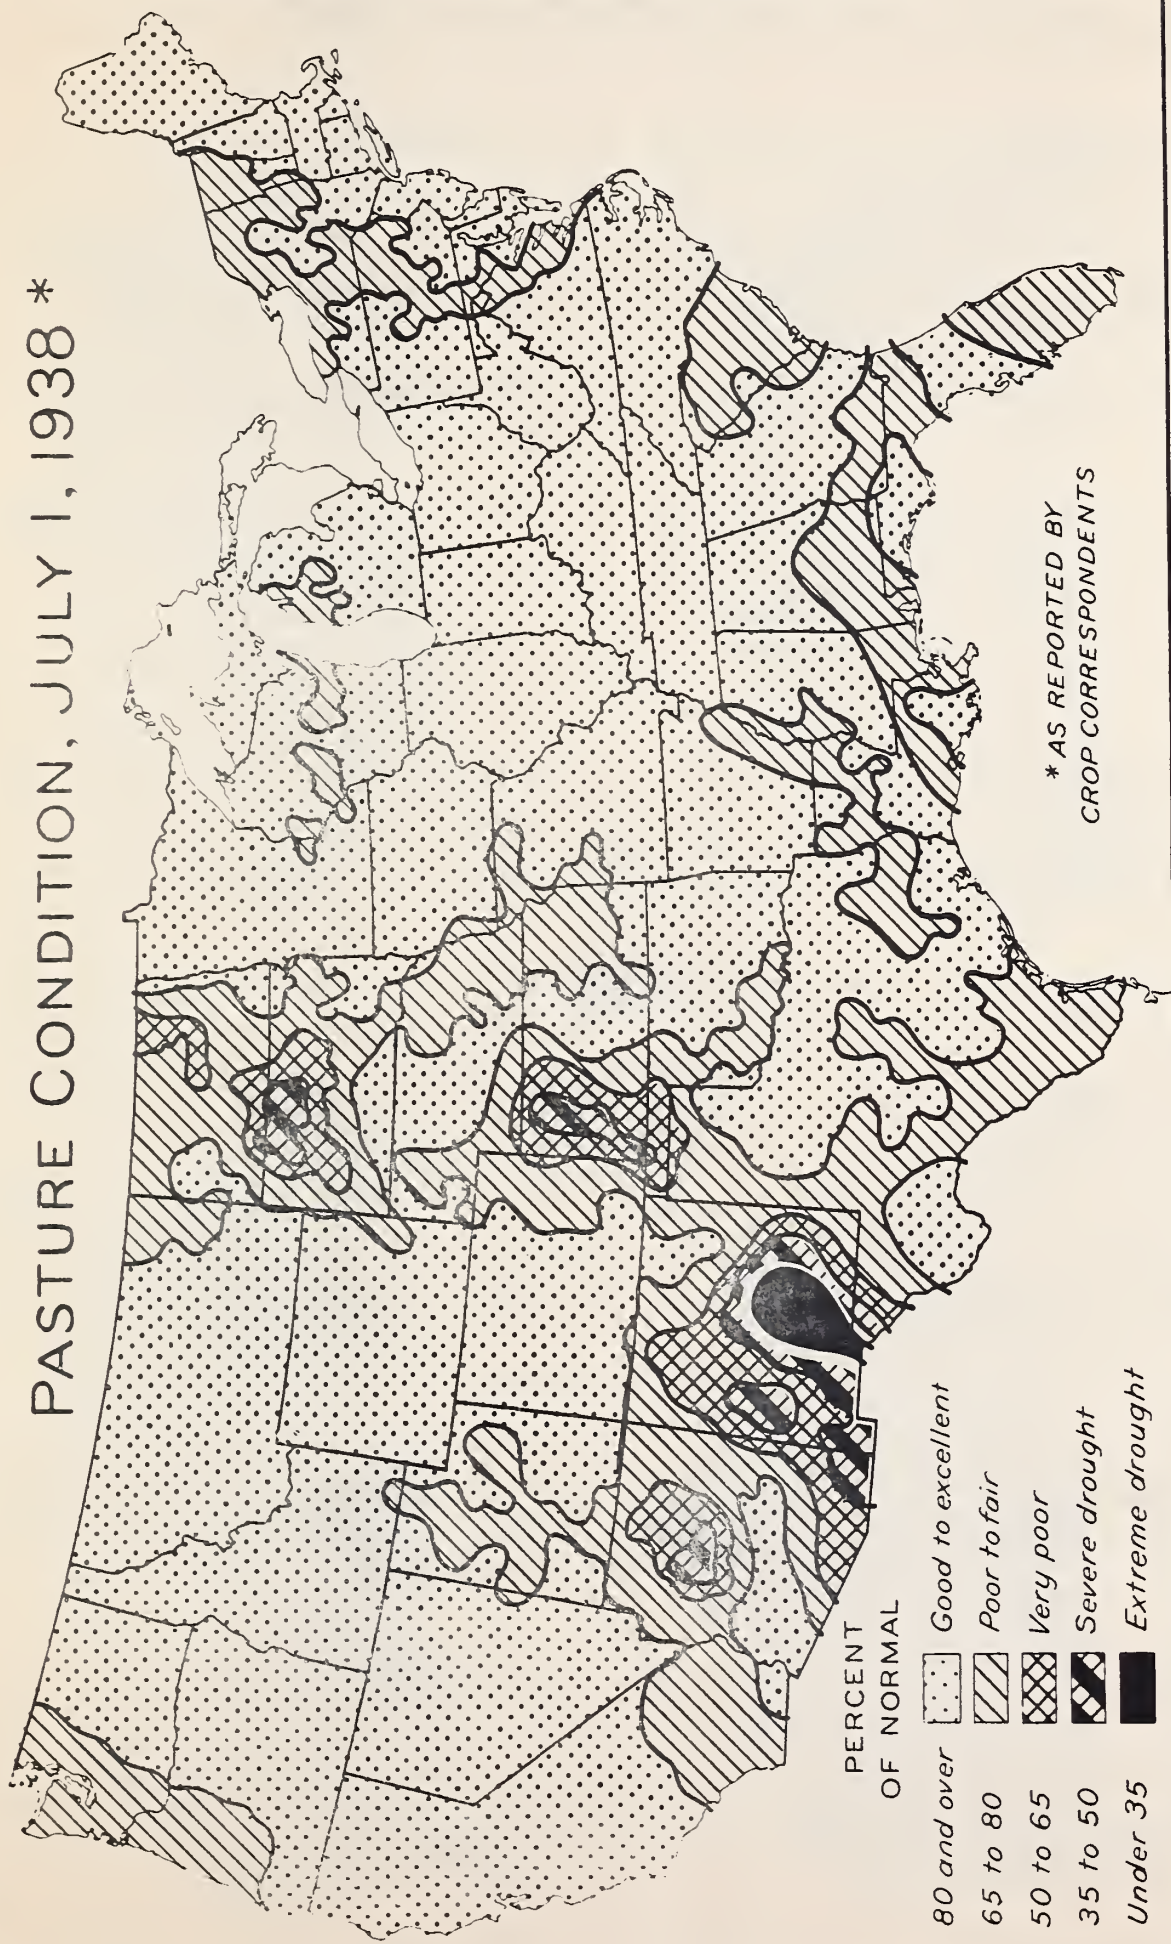 PASTURE CONDITION, JULY 1, 1938 *
* AS REPORTED BY
CROP CORRESPONDENTS
PERCENT
OF NORMAL
80 and over Good to excellent
65 to 80 Poor to fair
50 to 65 Very poor
35 to 50 Severe drought
Under 35 Extreme drought